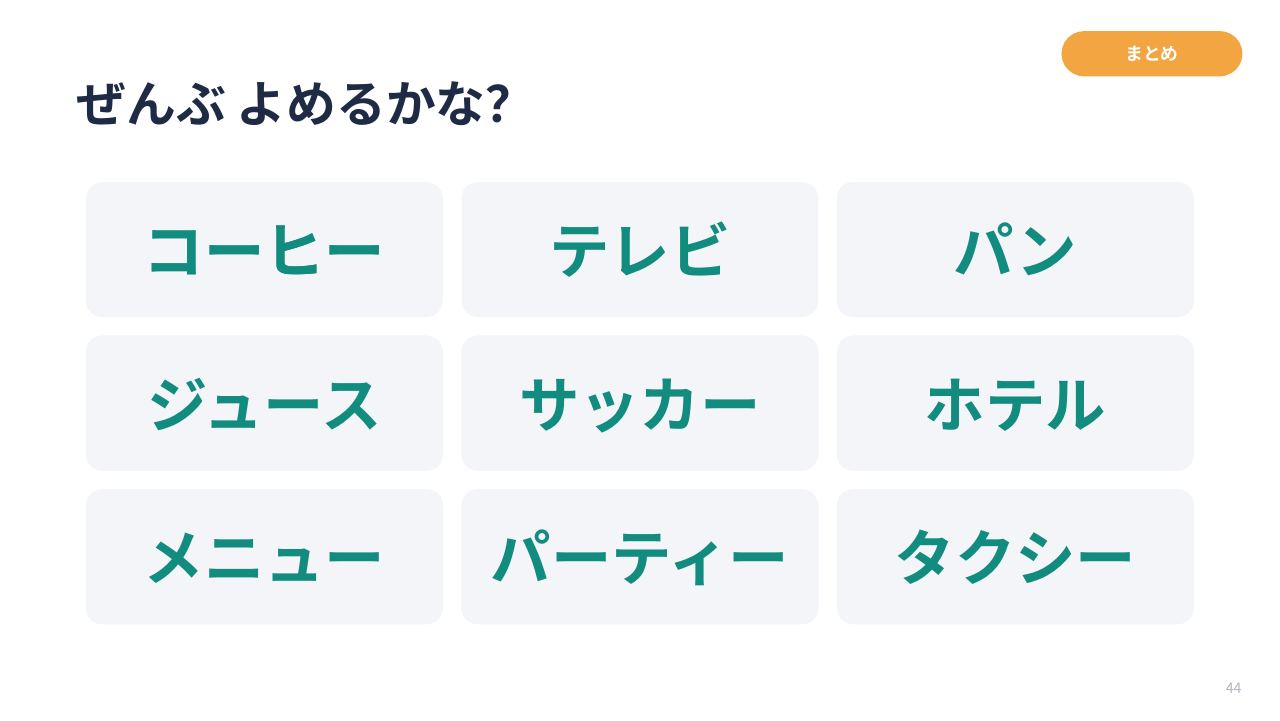 まとめ
ぜんぶ よめるかな?
コーヒー
テレビ
パン
ジュース
サッカー
ホテル
メニュー
パーティー
タクシー
44